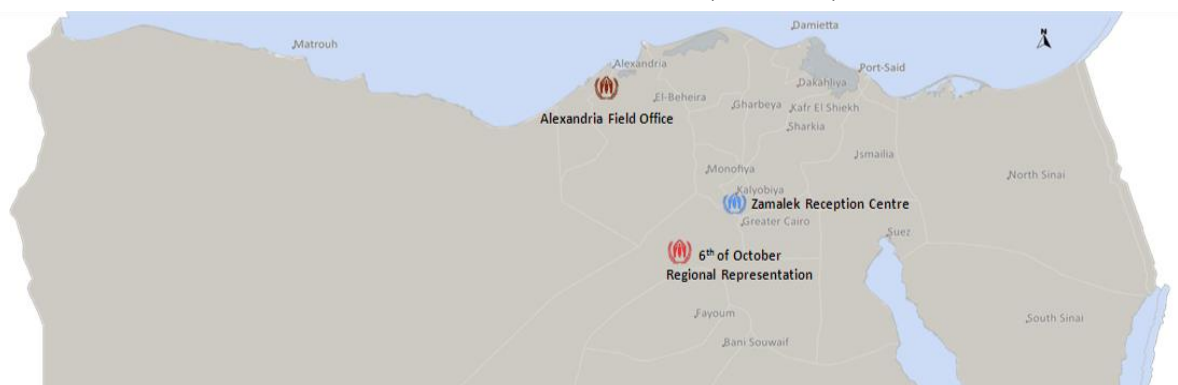 Damietta
N
Matrouh
Alexandria
Port-Said
Dakahliya
El-Beheira
Gharbeya
Kafr El Shiekh
Alexandria Field Office
Sharkia
Ismailia
Monofiya
North Sinai
Kalyobiya
Zamalek Reception Centre
Greater Cairo
Suez
6th of October
Regional Representation
Fayoum
South Sinai
Bani Souwaif